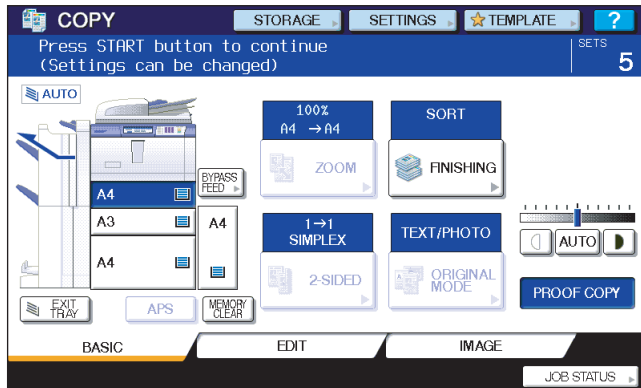 COPY
STORAGE
SETTINGS
TEMPLATE
?
Press START button to continue
(Settings can be changed)
SETS
5
AUTO
100%
A4 → A4
ZOOM
SORT
FINISHING
BYPASS
FEED
A4
A3
A4
A4
1→1
SIMPLEX
2-SIDED
TEXT/PHOTO
ORIGINAL
MODE
AUTO
PROOF COPY
EXIT
TRAY
APS
MEMORY
CLEAR
BASIC
EDIT
IMAGE
JOB STATUS